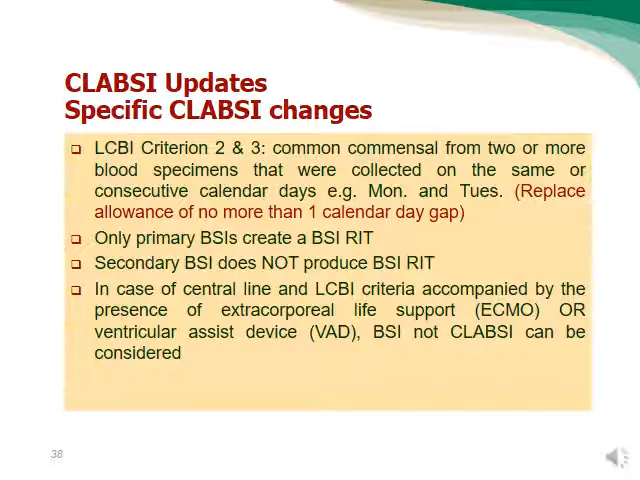 CLABSI Updates
Specific CLABSI changes
LCBI Criterion 2 & 3: common commensal from two or more
blood specimens that were collected on the same or
consecutive calendar days e.g. Mon. and Tues. (Replace
allowance of no more than 1 calendar day gap)
Only primary BSIs create a BSI RIT
Secondary BSI does NOT produce BSI RIT
In case of central line and LCBI criteria accompanied by the
presence of extracorporeal life support (ECMO) OR
ventricular assist device (VAD), BSI not CLABSI can be
considered
38